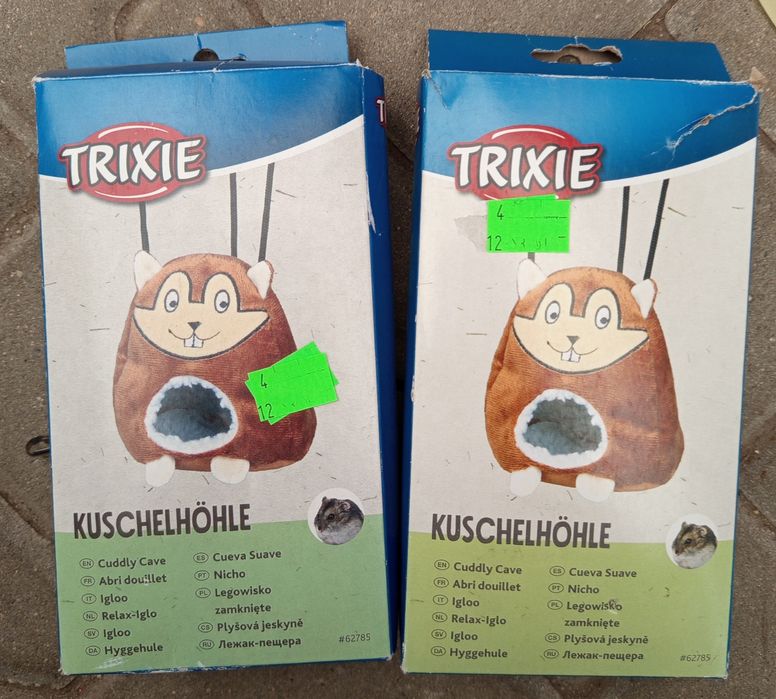 TRIXIE
4
12
KUSCHELHÖHLE
EN Cuddly Cave
FR Abri douillet
IT Igloo
NL Relax-Iglo
SV Igloo
DA Hyggehule
ES Cueva Suave
PT Nicho
PL Legowisko
zamknięte
CS Plyšová jeskyně
RU Лежак-пещера
#62785
TRIXIE
4
12
KUSCHELHÖHLE
EN Cuddly Cave
FR Abri douillet
IT Igloo
NL Relax-Iglo
SV Igloo
DA Hyggehule
ES Cueva Suave
PT Nicho
PL Legowisko
zamknięte
CS Plyšová jeskyně
RU Лежак-пещера
#62785